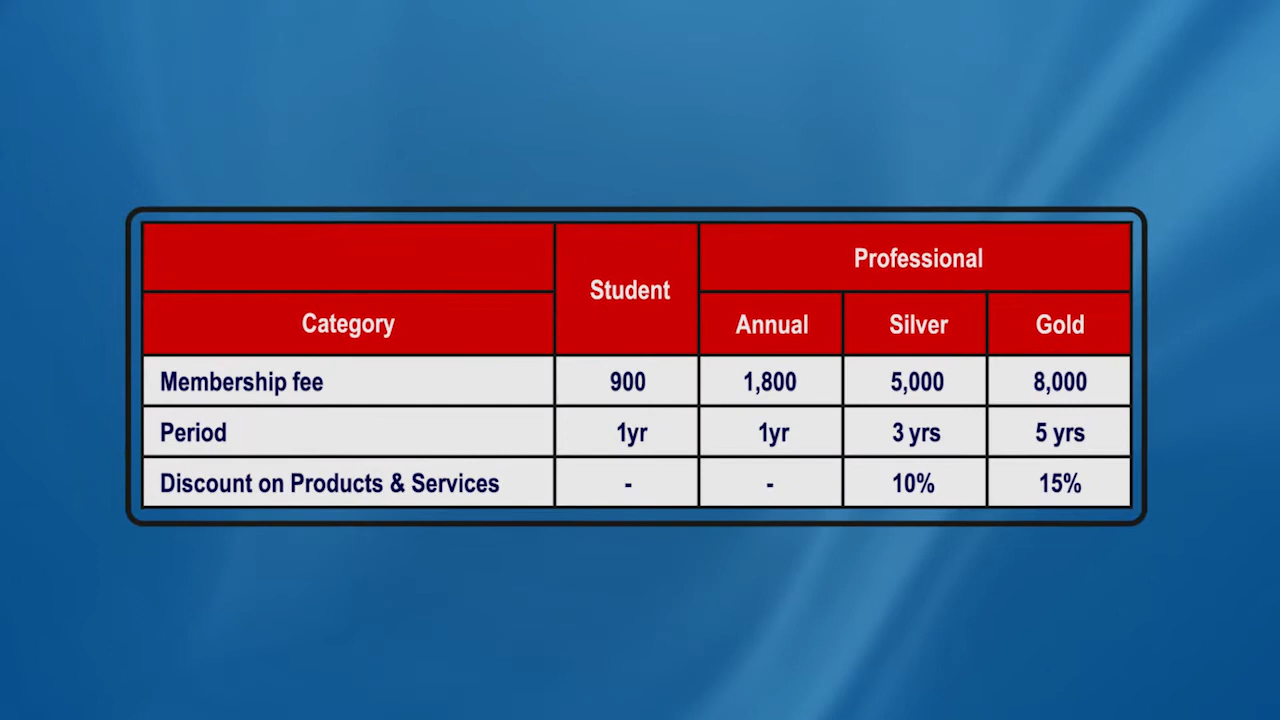 Student Professional
Category Annual Silver Gold
Membership fee 900 1,800 5,000 8,000
Period 1yr 1yr 3 yrs 5 yrs
Discount on Products & Services - - 10% 15%